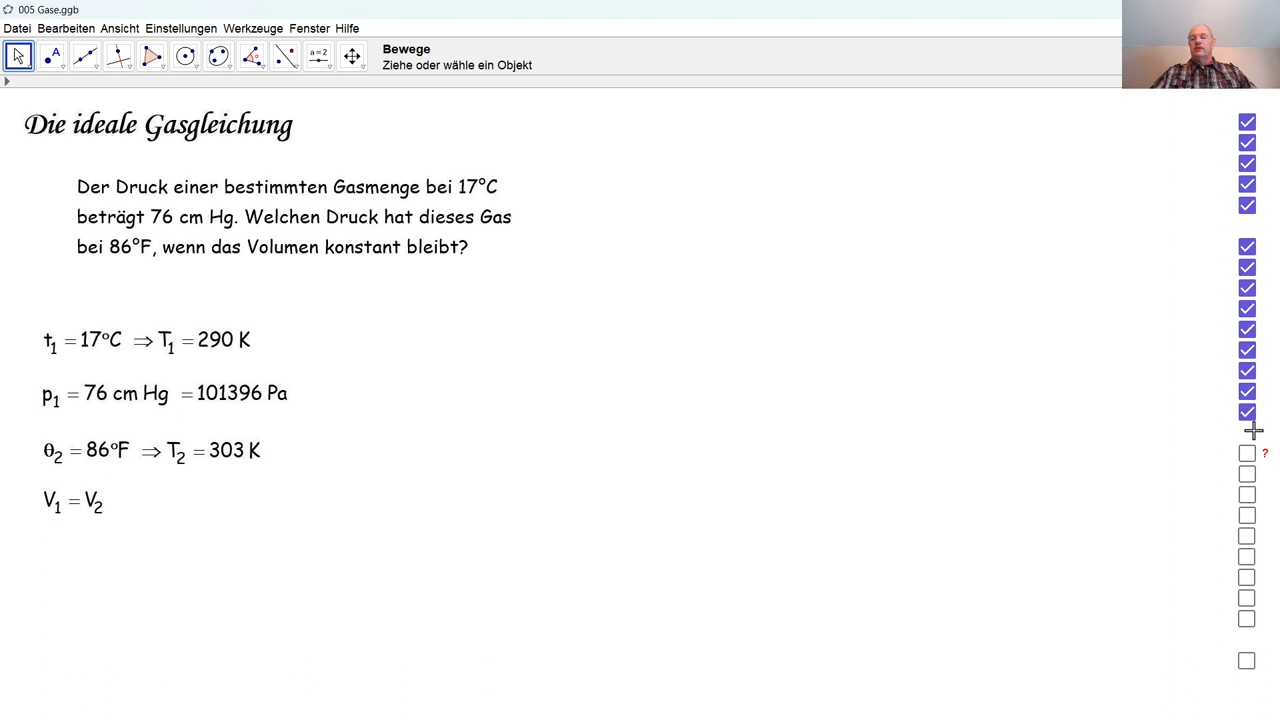 005 Gase.ggb
Datei Bearbeiten Ansicht Einstellungen Werkzeuge Fenster Hilfe
A
a=2
Bewege
Ziehe oder wähle ein Objekt
Die ideale Gasgleichung
Der Druck einer bestimmten Gasmenge bei 17°C
beträgt 76 cm Hg. Welchen Druck hat dieses Gas
bei 86°F, wenn das Volumen konstant bleibt?
t₁ = 17°C ⇒ T₁ = 290 K
p₁ = 76 cm Hg = 101396 Pa
θ₂ = 86°F ⇒ T₂ = 303 K
V₁ = V₂
?